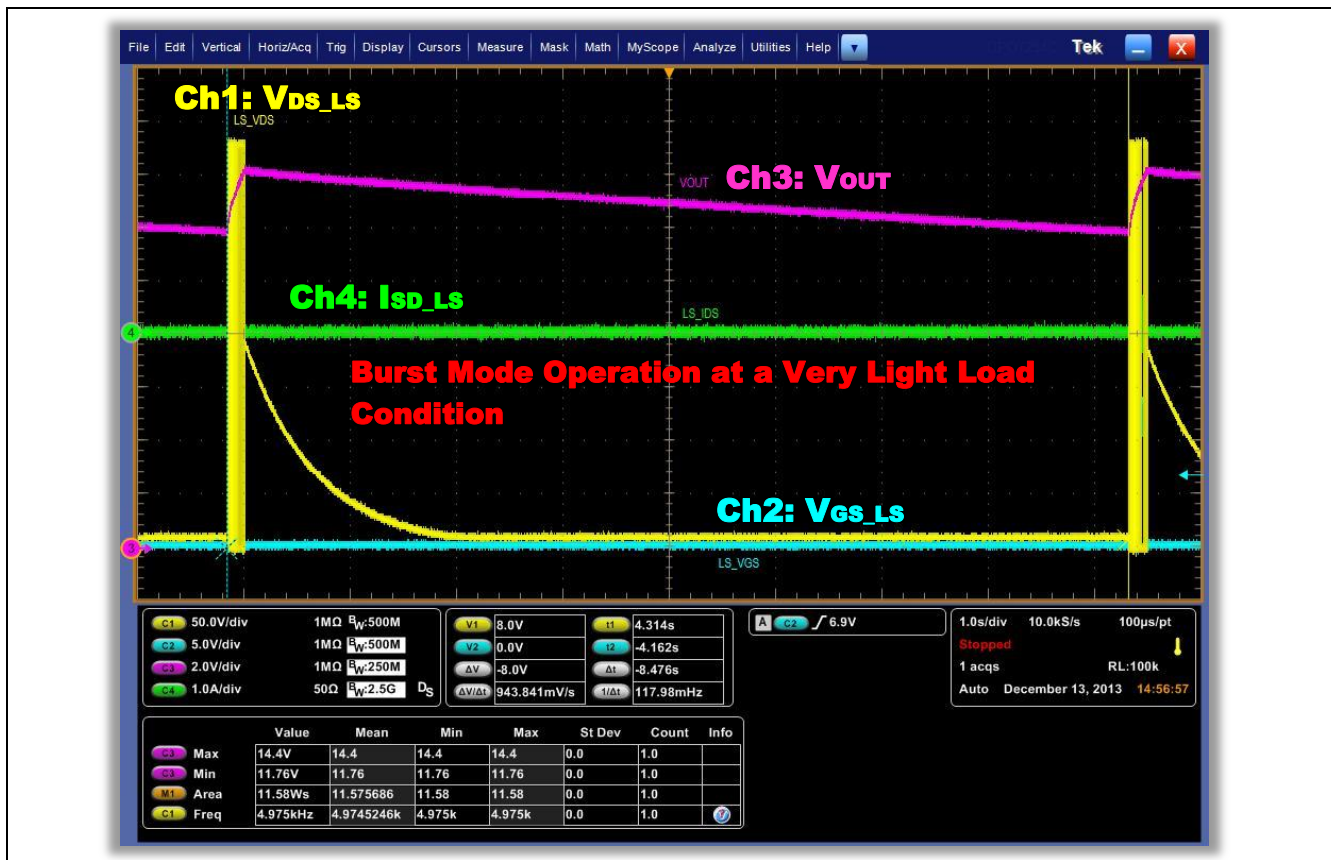 File Edit Vertical Horiz/Acq Trig Display Cursors Measure Mask Math MyScope Analyze Utilities Help Tek X
Ch1: VDS_LS
LS_VDS
VOUT Ch3: VOUT
Ch4: ISD_LS
LS_IDS
4
Burst Mode Operation at a Very Light Load
Condition
Ch2: VGS_LS
3
LS_VGS
C1 50.0V/div 1MΩ BW:500M
C2 5.0V/div 1MΩ BW:500M
C3 2.0V/div 1MΩ BW:250M
C4 1.0A/div 50Ω BW:2.5G DS
V1 8.0V t1 4.314s
V2 0.0V t2 -4.162s
ΔV -8.0V Δt -8.476s
ΔV/Δt 943.841mV/s 1/Δt 117.98mHz
A C2 6.9V
1.0s/div 10.0kS/s 100µs/pt
Stopped
1 acqs RL:100k
Auto December 13, 2013 14:56:57
Value Mean Min Max St Dev Count Info
C3 Max 14.4V 14.4 14.4 14.4 0.0 1.0
C3 Min 11.76V 11.76 11.76 11.76 0.0 1.0
M1 Area 11.58Ws 11.575686 11.58 11.58 0.0 1.0
C1 Freq 4.975kHz 4.9745246k 4.975k 4.975k 0.0 1.0